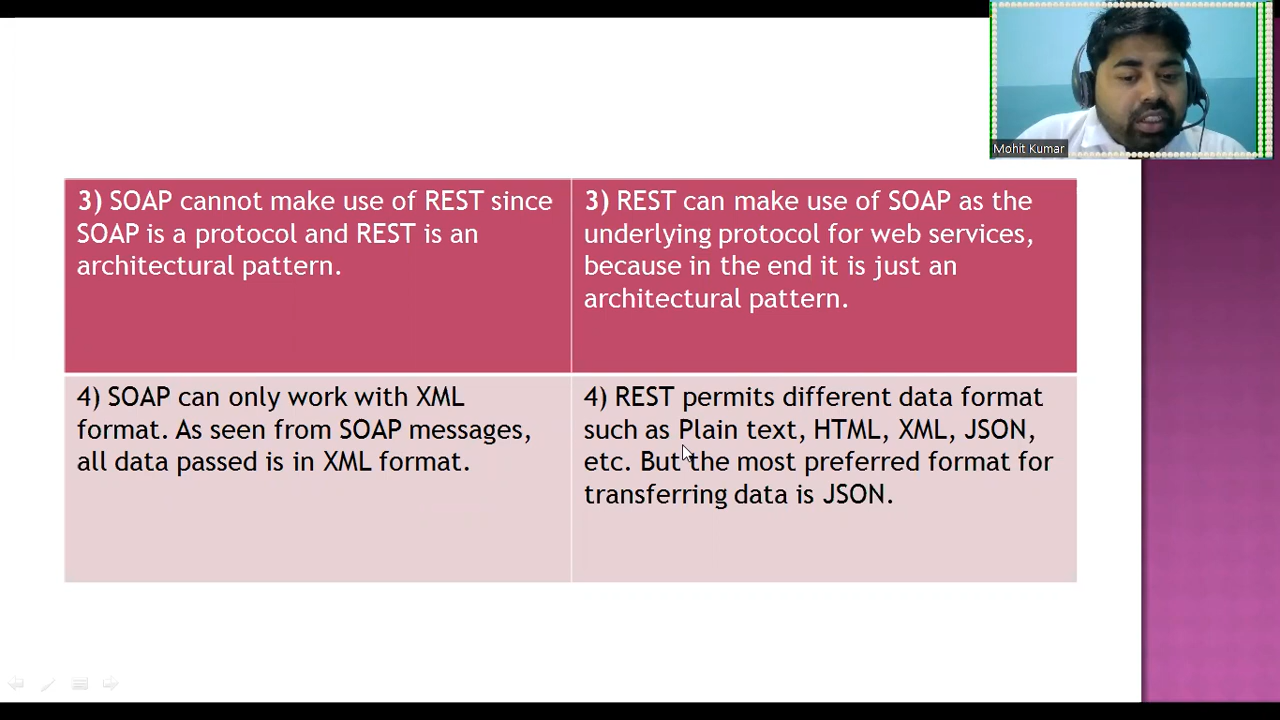 Mohit Kumar
3) SOAP cannot make use of REST since
SOAP is a protocol and REST is an
architectural pattern.
3) REST can make use of SOAP as the
underlying protocol for web services,
because in the end it is just an
architectural pattern.
4) SOAP can only work with XML
format. As seen from SOAP messages,
all data passed is in XML format.
4) REST permits different data format
such as Plain text, HTML, XML, JSON,
etc. But the most preferred format for
transferring data is JSON.